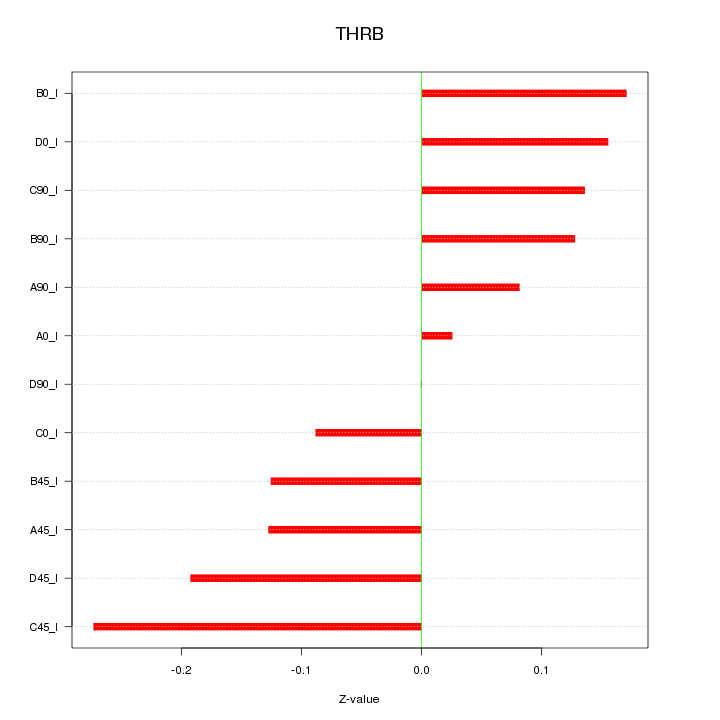 THRB
B0_I
D0_I
C90_I
B90_I
A90_I
A0_I
D90_I
C0_I
B45_I
A45_I
D45_I
C45_I
-0.2 -0.1 0.0 0.1
Z-value